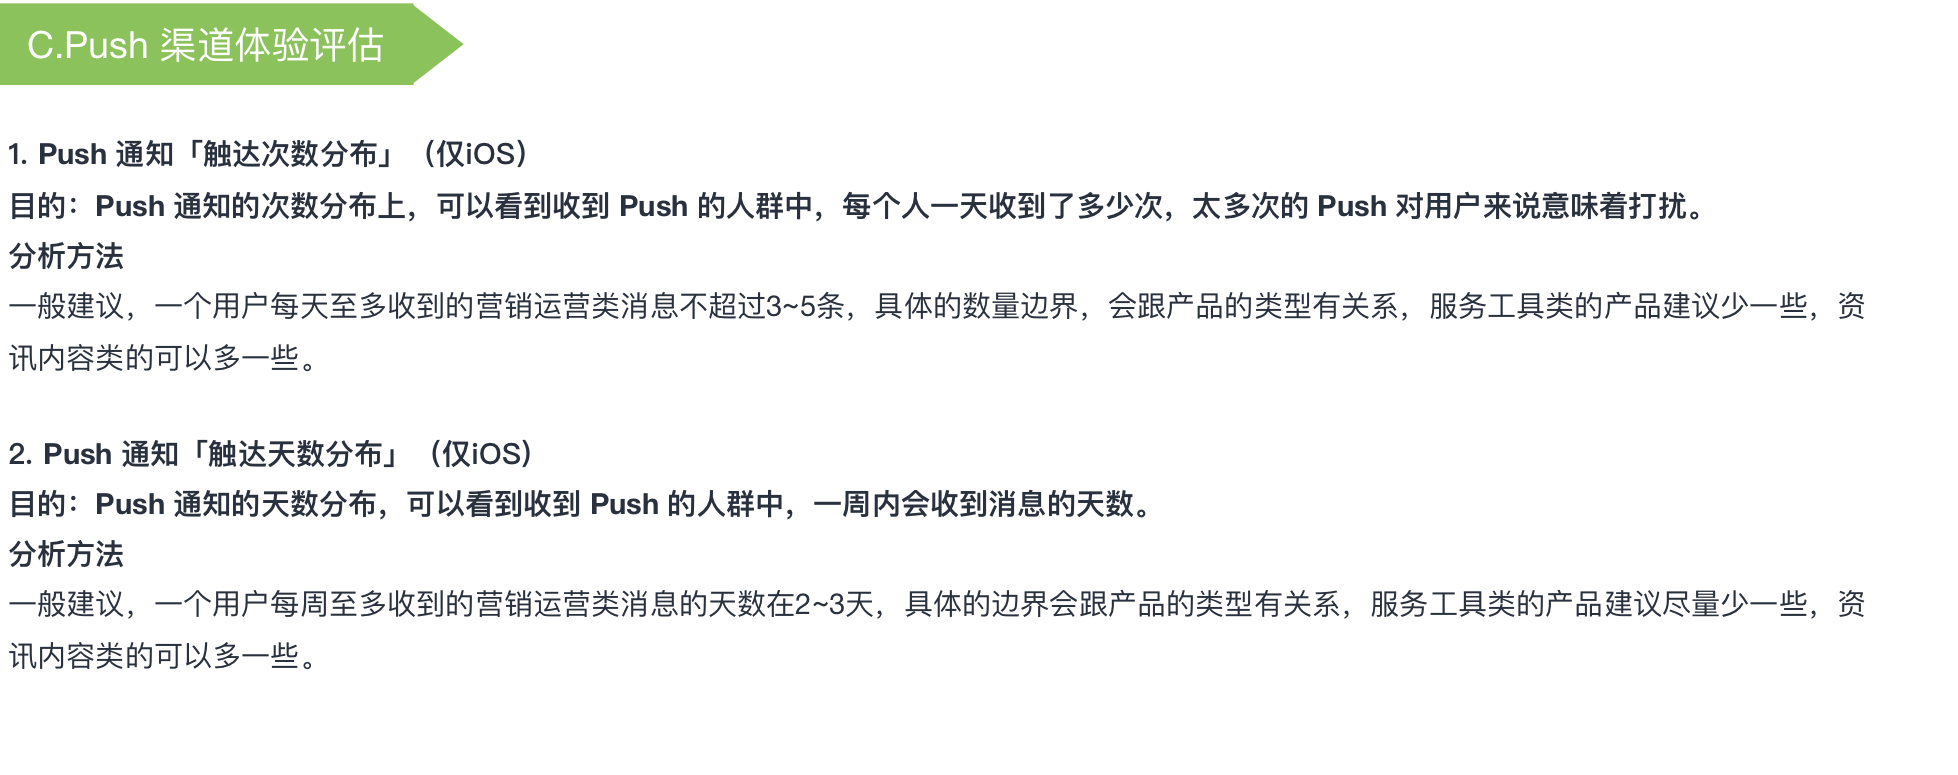 C.Push 渠道体验评估
1. Push 通知「触达次数分布」（仅iOS）
目的：Push 通知的次数分布上，可以看到收到 Push 的人群中，每个人一天收到了多少次，太多次的 Push 对用户来说意味着打扰。
分析方法
一般建议，一个用户每天至多收到的营销运营类消息不超过3~5条，具体的数量边界，会跟产品的类型有关系，服务工具类的产品建议少一些，资
讯内容类的可以多一些。
2. Push 通知「触达天数分布」（仅iOS）
目的：Push 通知的天数分布，可以看到收到 Push 的人群中，一周内会收到消息的天数。
分析方法
一般建议，一个用户每周至多收到的营销运营类消息的天数在2~3天，具体的边界会跟产品的类型有关系，服务工具类的产品建议尽量少一些，资
讯内容类的可以多一些。